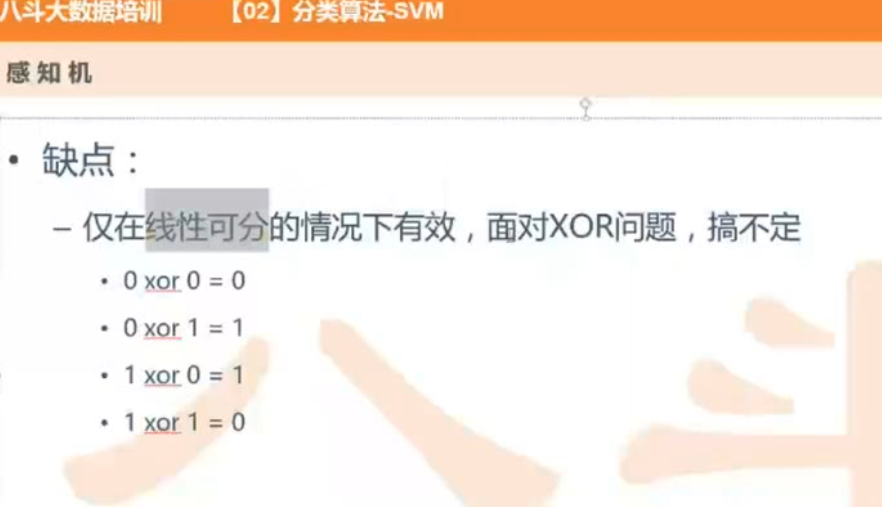 八斗大数据培训 【02】分类算法-SVM
感知机
• 缺点：
– 仅在线性可分的情况下有效，面对XOR问题，搞不定
• 0 xor 0 = 0
• 0 xor 1 = 1
• 1 xor 0 = 1
• 1 xor 1 = 0
八斗